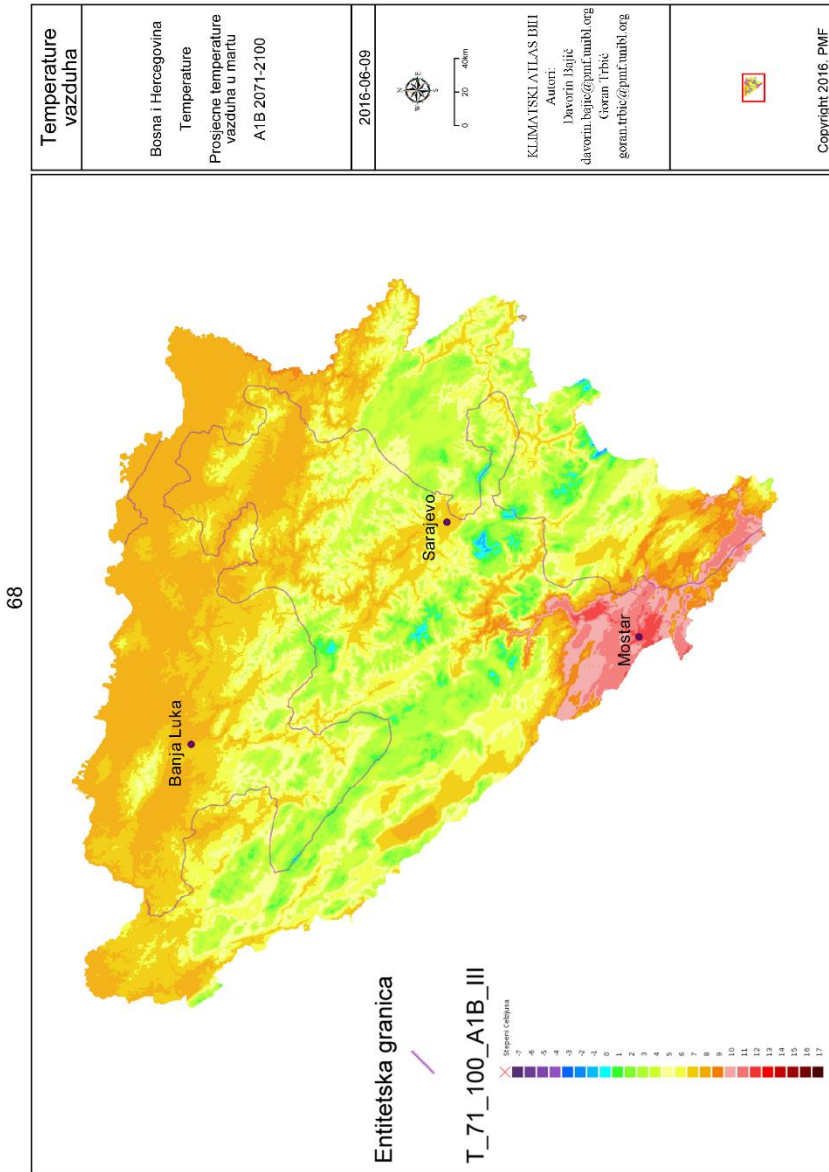 68
Temperature
vazduha
Bosna i Hercegovina
Temperature
Prosjecne temperature
vazduha u martu
A1B 2071-2100
2016-06-09
N
W E
S
0 20 40km
KLIMATSKI ATLAS BIH
Autori:
Davorin Bajić
davorin.bajic@pmf.unibl.org
Goran Trbić
goran.trbic@pmf.unibl.org
Copyright 2016. PMF
Banja Luka
Sarajevo
Mostar
Entitetska granica
T_71_100_A1B_III
Stepeni Celzijusa
-7
-6
-5
-4
-3
-2
-1
0
1
2
3
4
5
6
7
8
9
10
11
12
13
14
15
16
17